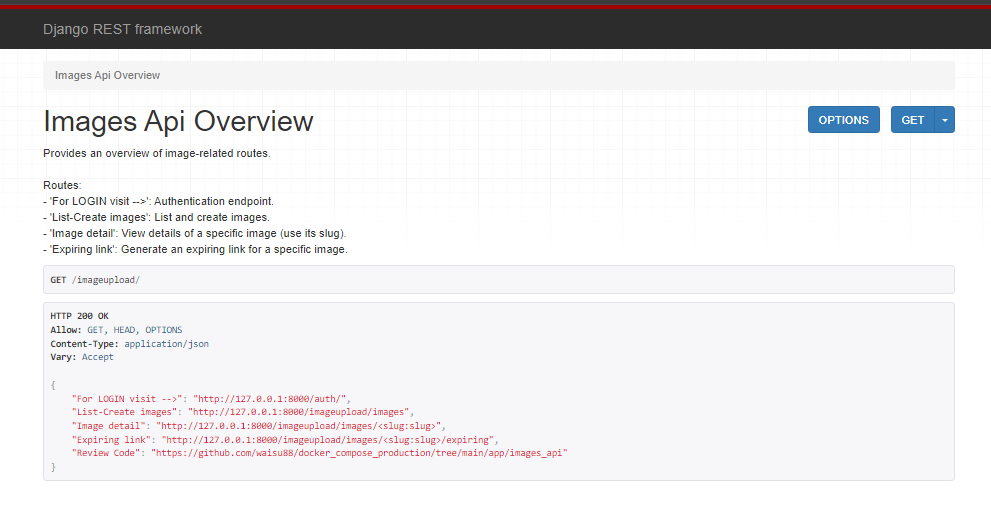 Django REST framework
Images Api Overview
Images Api Overview
OPTIONS GET
Provides an overview of image-related routes.
Routes:
- 'For LOGIN visit -->': Authentication endpoint.
- 'List-Create images': List and create images.
- 'Image detail': View details of a specific image (use its slug).
- 'Expiring link': Generate an expiring link for a specific image.
GET /imageupload/
HTTP 200 OK
Allow: GET, HEAD, OPTIONS
Content-Type: application/json
Vary: Accept
{
    "For LOGIN visit -->": "http://127.0.0.1:8000/auth/",
    "List-Create images": "http://127.0.0.1:8000/imageupload/images",
    "Image detail": "http://127.0.0.1:8000/imageupload/images/<slug:slug>",
    "Expiring link": "http://127.0.0.1:8000/imageupload/images/<slug:slug>/expiring",
    "Review Code": "https://github.com/waisu88/docker_compose_production/tree/main/app/images_api"
}